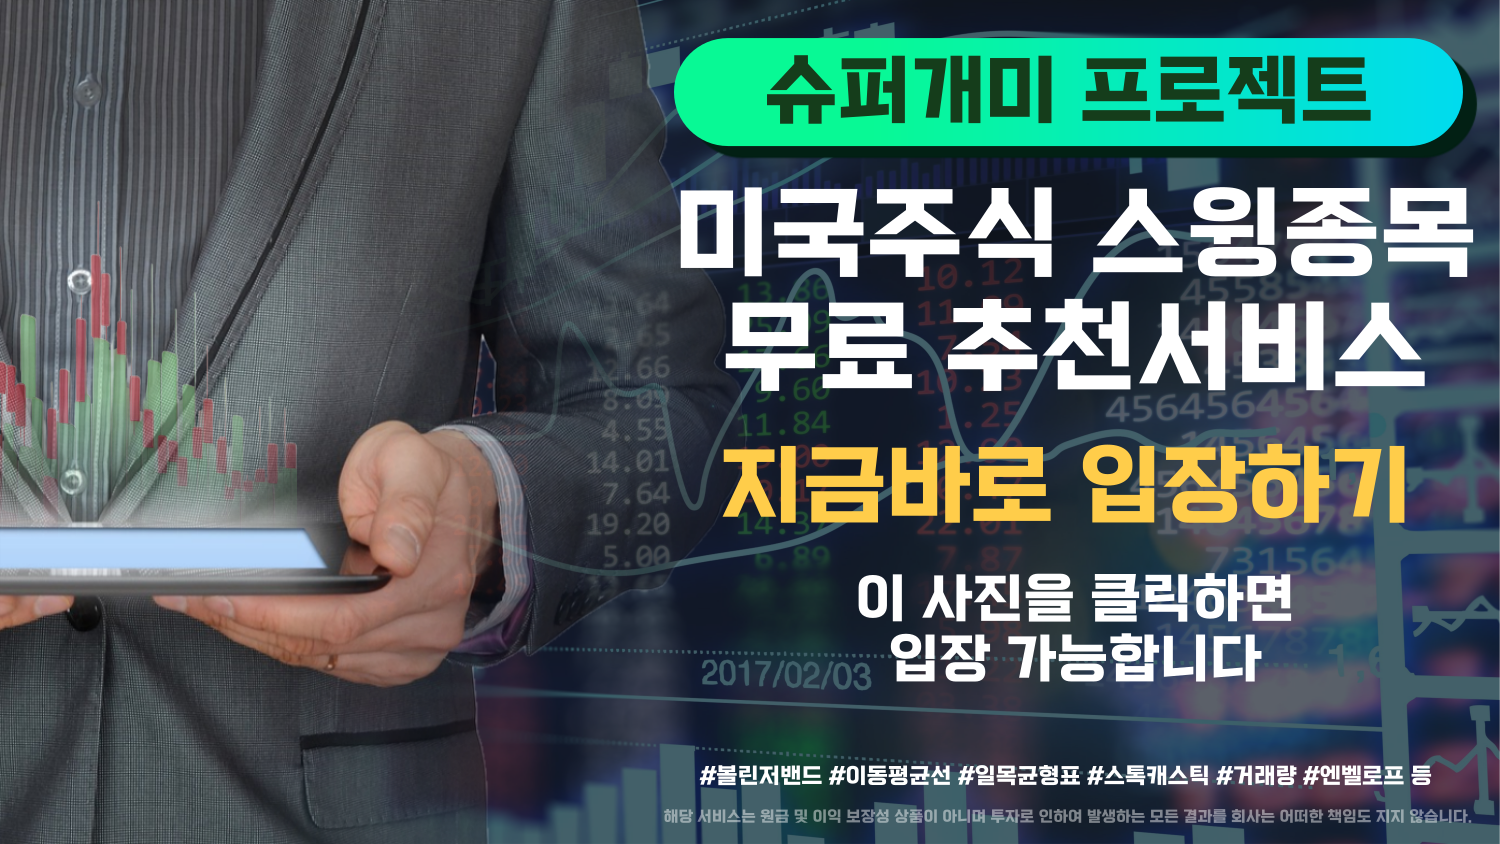 슈퍼개미 프로젝트
미국주식 스윙종목
무료 추천서비스
지금바로 입장하기
이 사진을 클릭하면
입장 가능합니다
2017/02/03
#볼린저밴드 #이동평균선 #일목균형표 #스톡캐스틱 #거래량 #엔벨로프 등
해당 서비스는 원금 및 이익 보장성 상품이 아니며 투자로 인하여 발생하는 모든 결과를 회사는 어떠한 책임도 지지 않습니다.